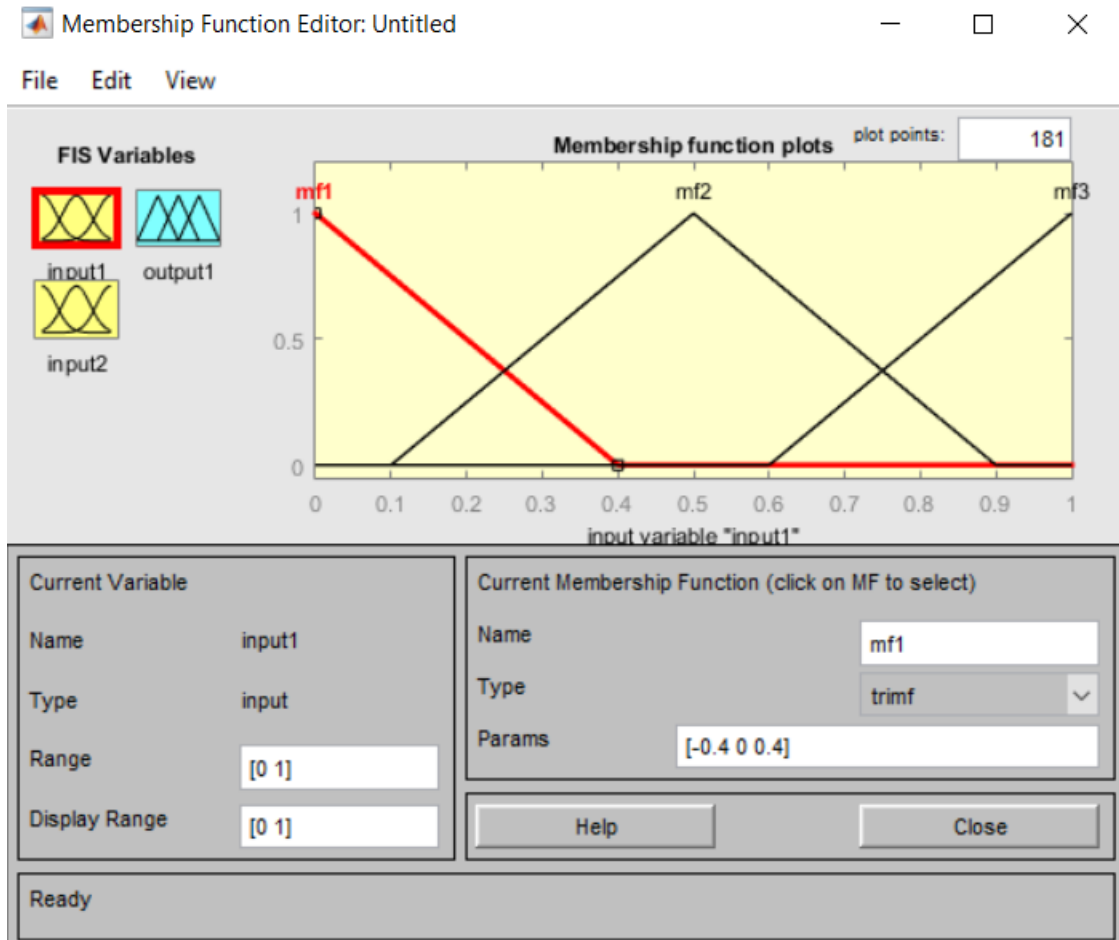 Membership Function Editor: Untitled
File Edit View
FIS Variables
input1
output1
input2
Membership function plots
plot points:
181
mf1
mf2
mf3
1
0.5
0
0 0.1 0.2 0.3 0.4 0.5 0.6 0.7 0.8 0.9 1
input variable "input1"
Current Variable
Name input1
Type input
Range [0 1]
Display Range [0 1]
Current Membership Function (click on MF to select)
Name mf1
Type trimf
Params [-0.4 0 0.4]
Help
Close
Ready